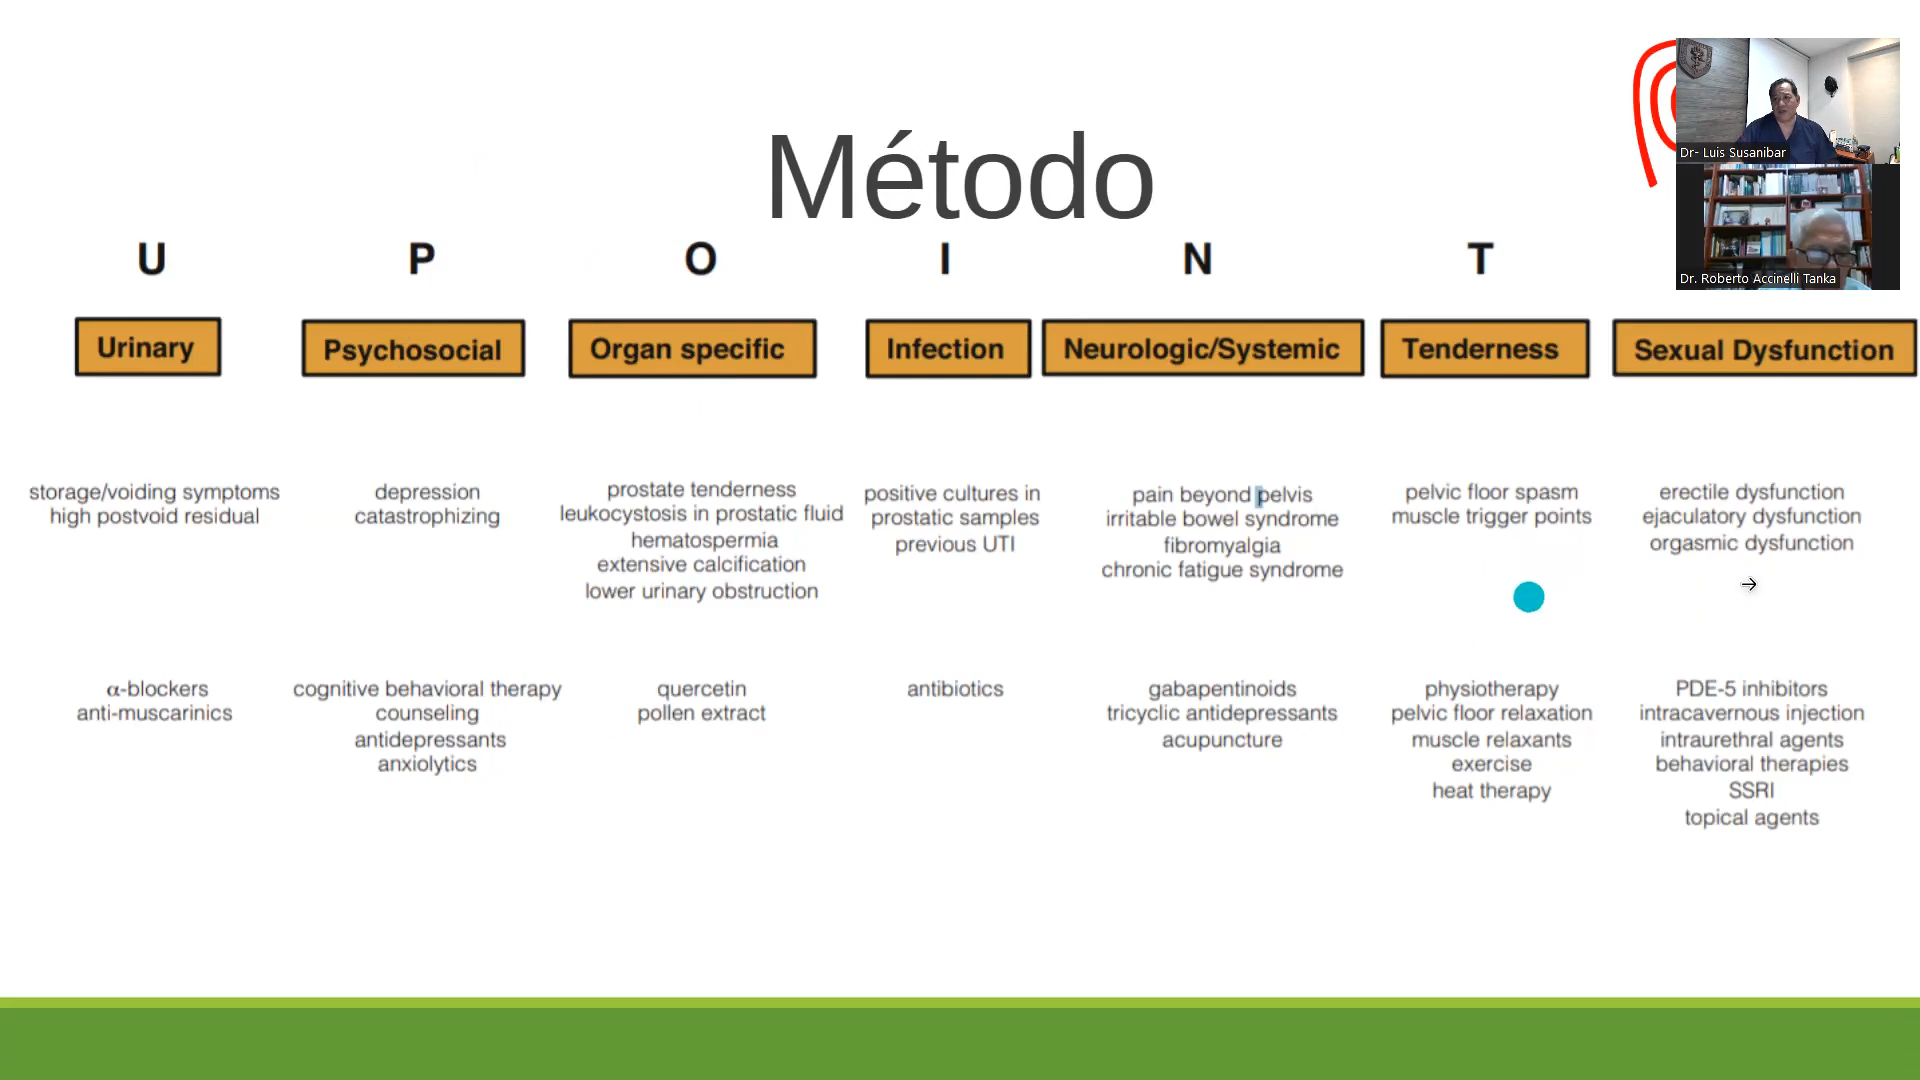 Método
U
P
O
I
N
T
Urinary
Psychosocial
Organ specific
Infection
Neurologic/Systemic
Tenderness
Sexual Dysfunction
storage/voiding symptoms
high postvoid residual
depression
catastrophizing
prostate tenderness
leukocystosis in prostatic fluid
hematospermia
extensive calcification
lower urinary obstruction
positive cultures in
prostatic samples
previous UTI
pain beyond pelvis
irritable bowel syndrome
fibromyalgia
chronic fatigue syndrome
pelvic floor spasm
muscle trigger points
erectile dysfunction
ejaculatory dysfunction
orgasmic dysfunction
α-blockers
anti-muscarinics
cognitive behavioral therapy
counseling
antidepressants
anxiolytics
quercetin
pollen extract
antibiotics
gabapentinoids
tricyclic antidepressants
acupuncture
physiotherapy
pelvic floor relaxation
muscle relaxants
exercise
heat therapy
PDE-5 inhibitors
intracavernous injection
intraurethral agents
behavioral therapies
SSRI
topical agents
Dr- Luis Susanibar
Dr. Roberto Accinelli Tanka